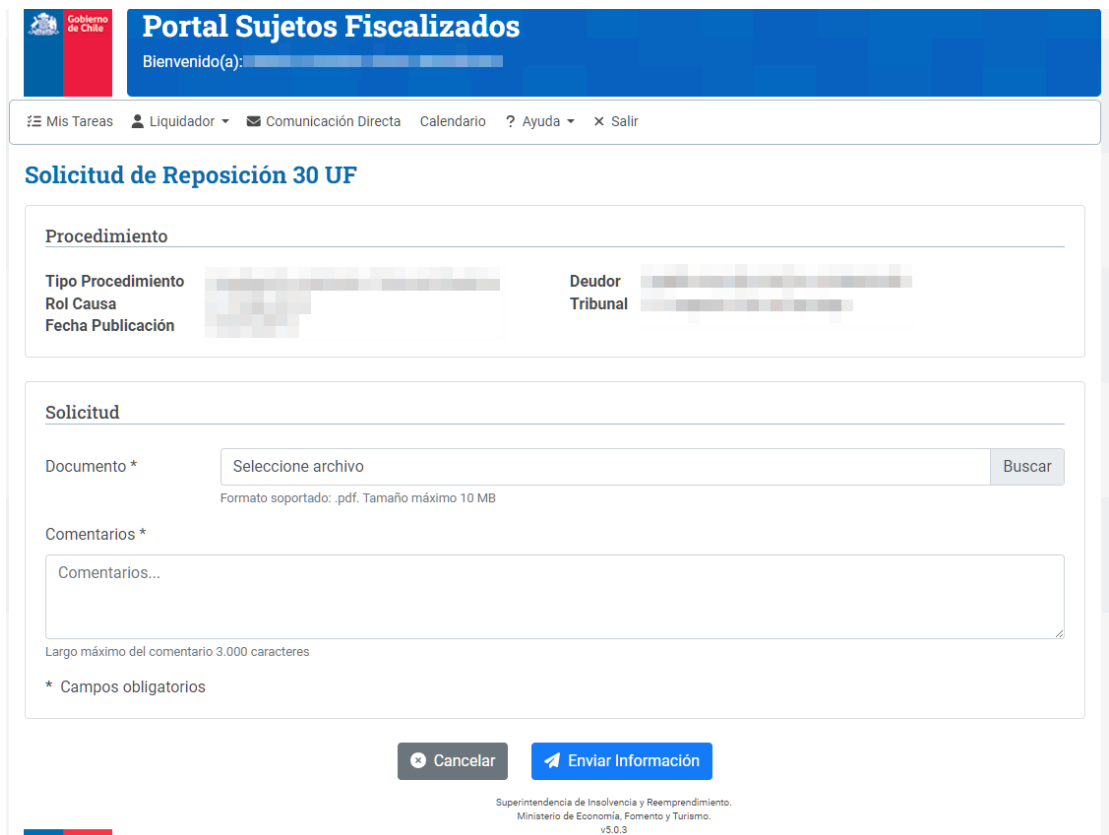 Gobierno
de Chile
Portal Sujetos Fiscalizados
Bienvenido(a):
Mis Tareas Liquidador Comunicación Directa Calendario ? Ayuda Salir
Solicitud de Reposición 30 UF
Procedimiento
Tipo Procedimiento
Deudor
Rol Causa
Tribunal
Fecha Publicación
Solicitud
Documento * Seleccione archivo Buscar
Formato soportado: .pdf. Tamaño máximo 10 MB
Comentarios *
Comentarios...
Largo máximo del comentario 3.000 caracteres
* Campos obligatorios
Cancelar Enviar Información
Superintendencia de Insolvencia y Reemprendimiento.
Ministerio de Economía, Fomento y Turismo.
v5.0.3